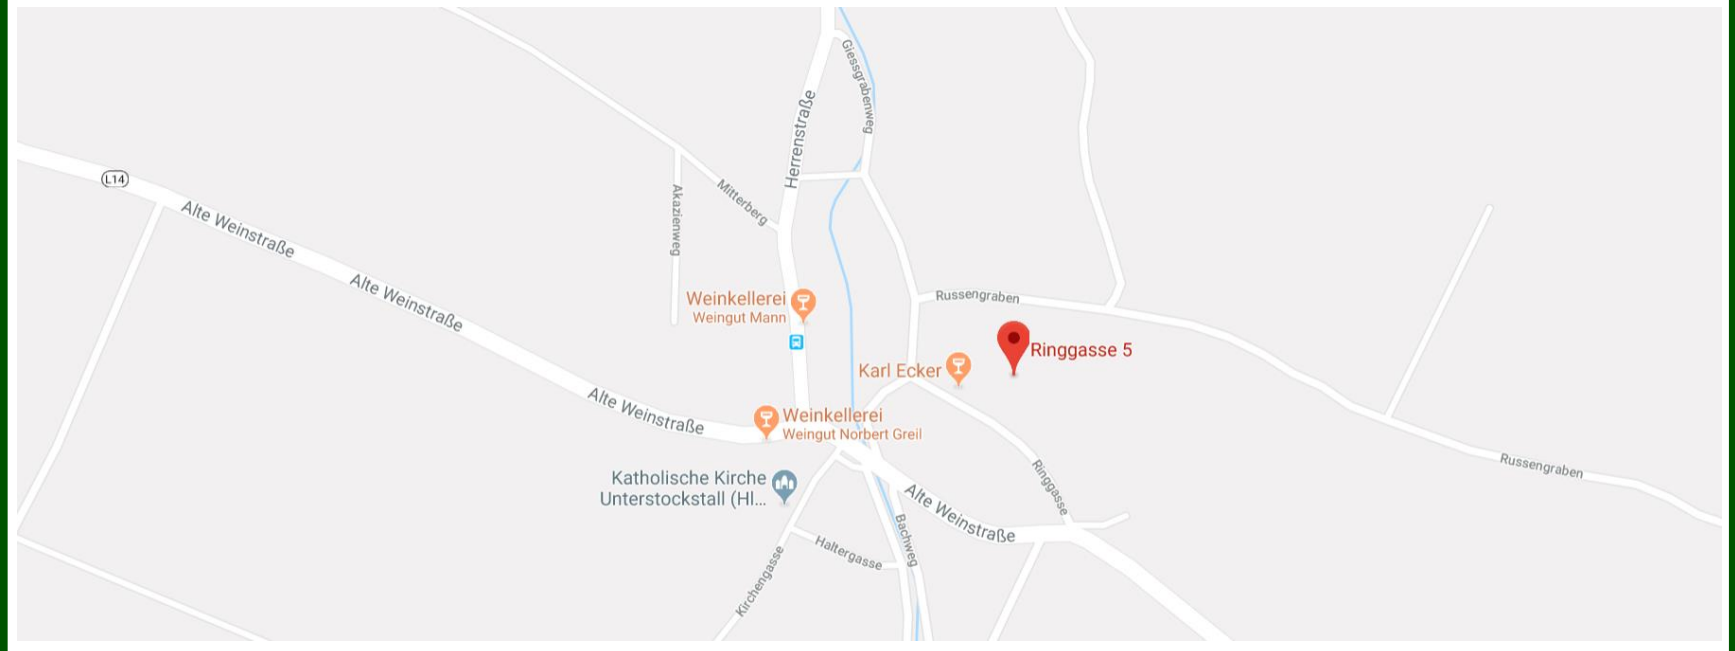 Giessgrabenweg
Herrenstraße
L14
Mitterberg
Akazienweg
Alte Weinstraße
Alte Weinstraße
Weinkellerei
Weingut Mann
Russengraben
Ringgasse 5
Karl Ecker
Alte Weinstraße
Weinkellerei
Weingut Norbert Greil
Katholische Kirche
Unterstockstall (Hl...
Ringgasse
Russengraben
Alte Weinstraße
Bachweg
Haltergasse
Kirchengasse